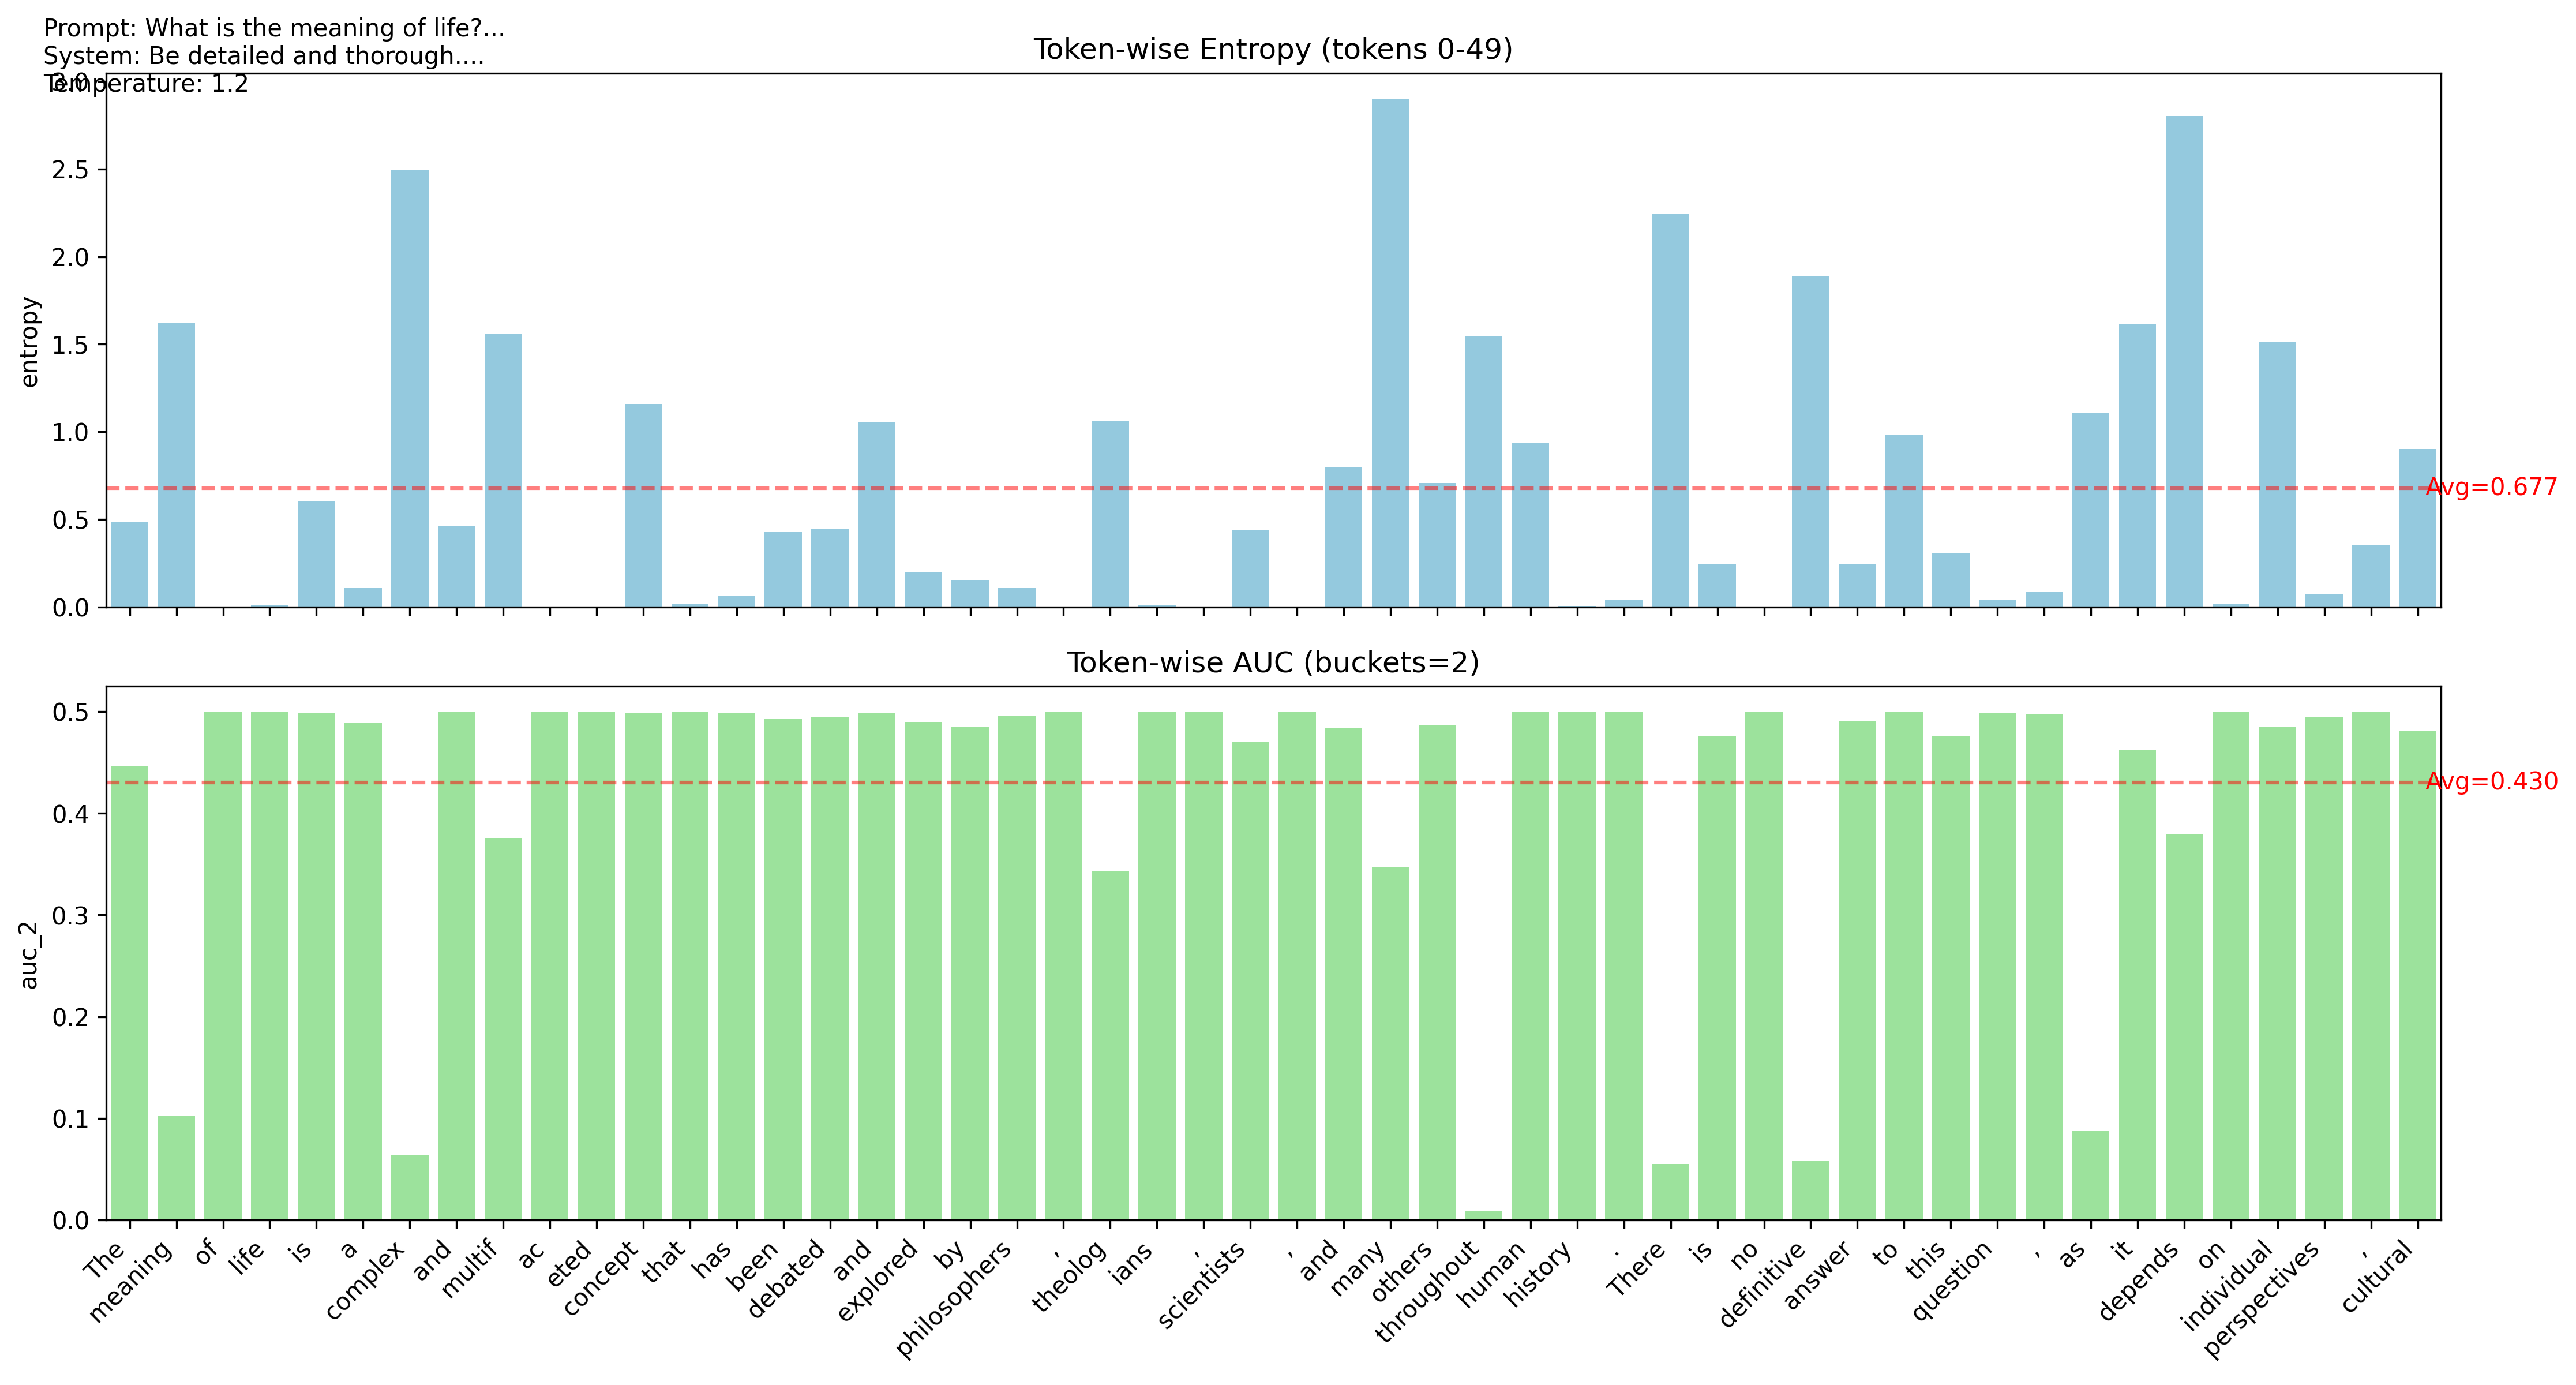 Prompt: What is the meaning of life?...
System: Be detailed and thorough....
Temperature: 1.2
Token-wise Entropy (tokens 0-49)
3.0
2.5
2.0
1.5
1.0
0.5
0.0
entropy
Avg=0.677
Token-wise AUC (buckets=2)
0.5
0.4
0.3
0.2
0.1
0.0
auc_2
Avg=0.430
The
meaning
of
life
is
a
complex
and
multif
ac
eted
concept
that
has
been
debated
and
explored
by
philosophers
,
theolog
ians
,
scientists
,
and
many
others
throughout
human
history
.
There
is
no
definitive
answer
to
this
question
,
as
it
depends
on
individual
perspectives
,
cultural